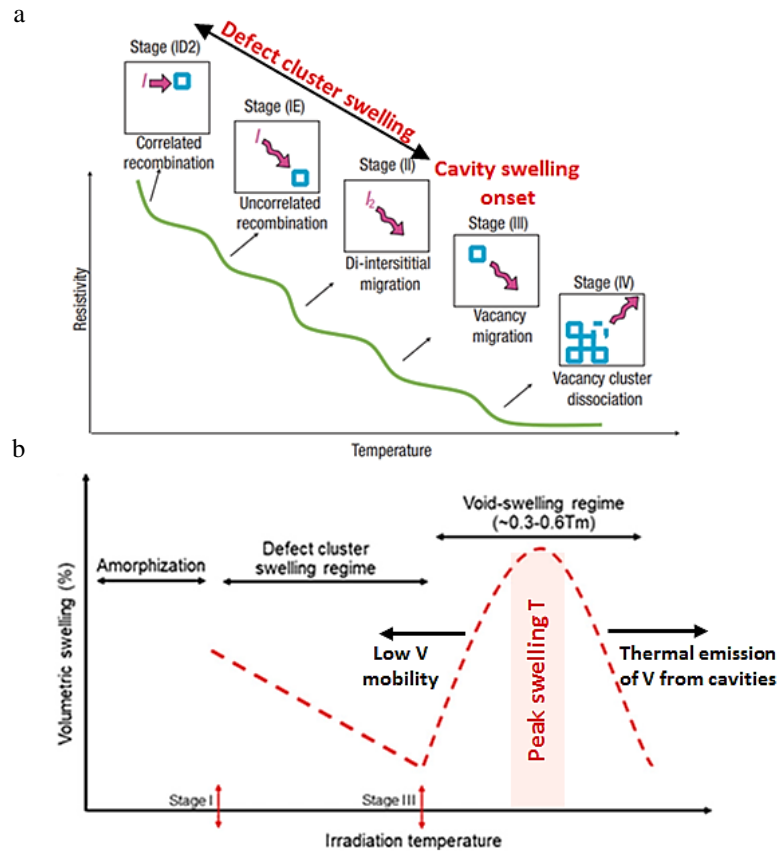 a
Stage (ID2)
I
Correlated
recombination
Defect cluster swelling
Stage (IE)
I
Uncorrelated
recombination
Stage (II)
I2
Di-intersititial
migration
Cavity swelling
onset
Stage (III)
Vacancy
migration
Stage (IV)
Vacancy cluster
dissociation
Resistivity
Temperature
b
Void-swelling regime
(~0.3-0.6Tm)
Amorphization
Defect cluster
swelling regime
Volumetric swelling (%)
Low V
mobility
Peak swelling T
Thermal emission
of V from cavities
Stage I
Stage III
Irradiation temperature